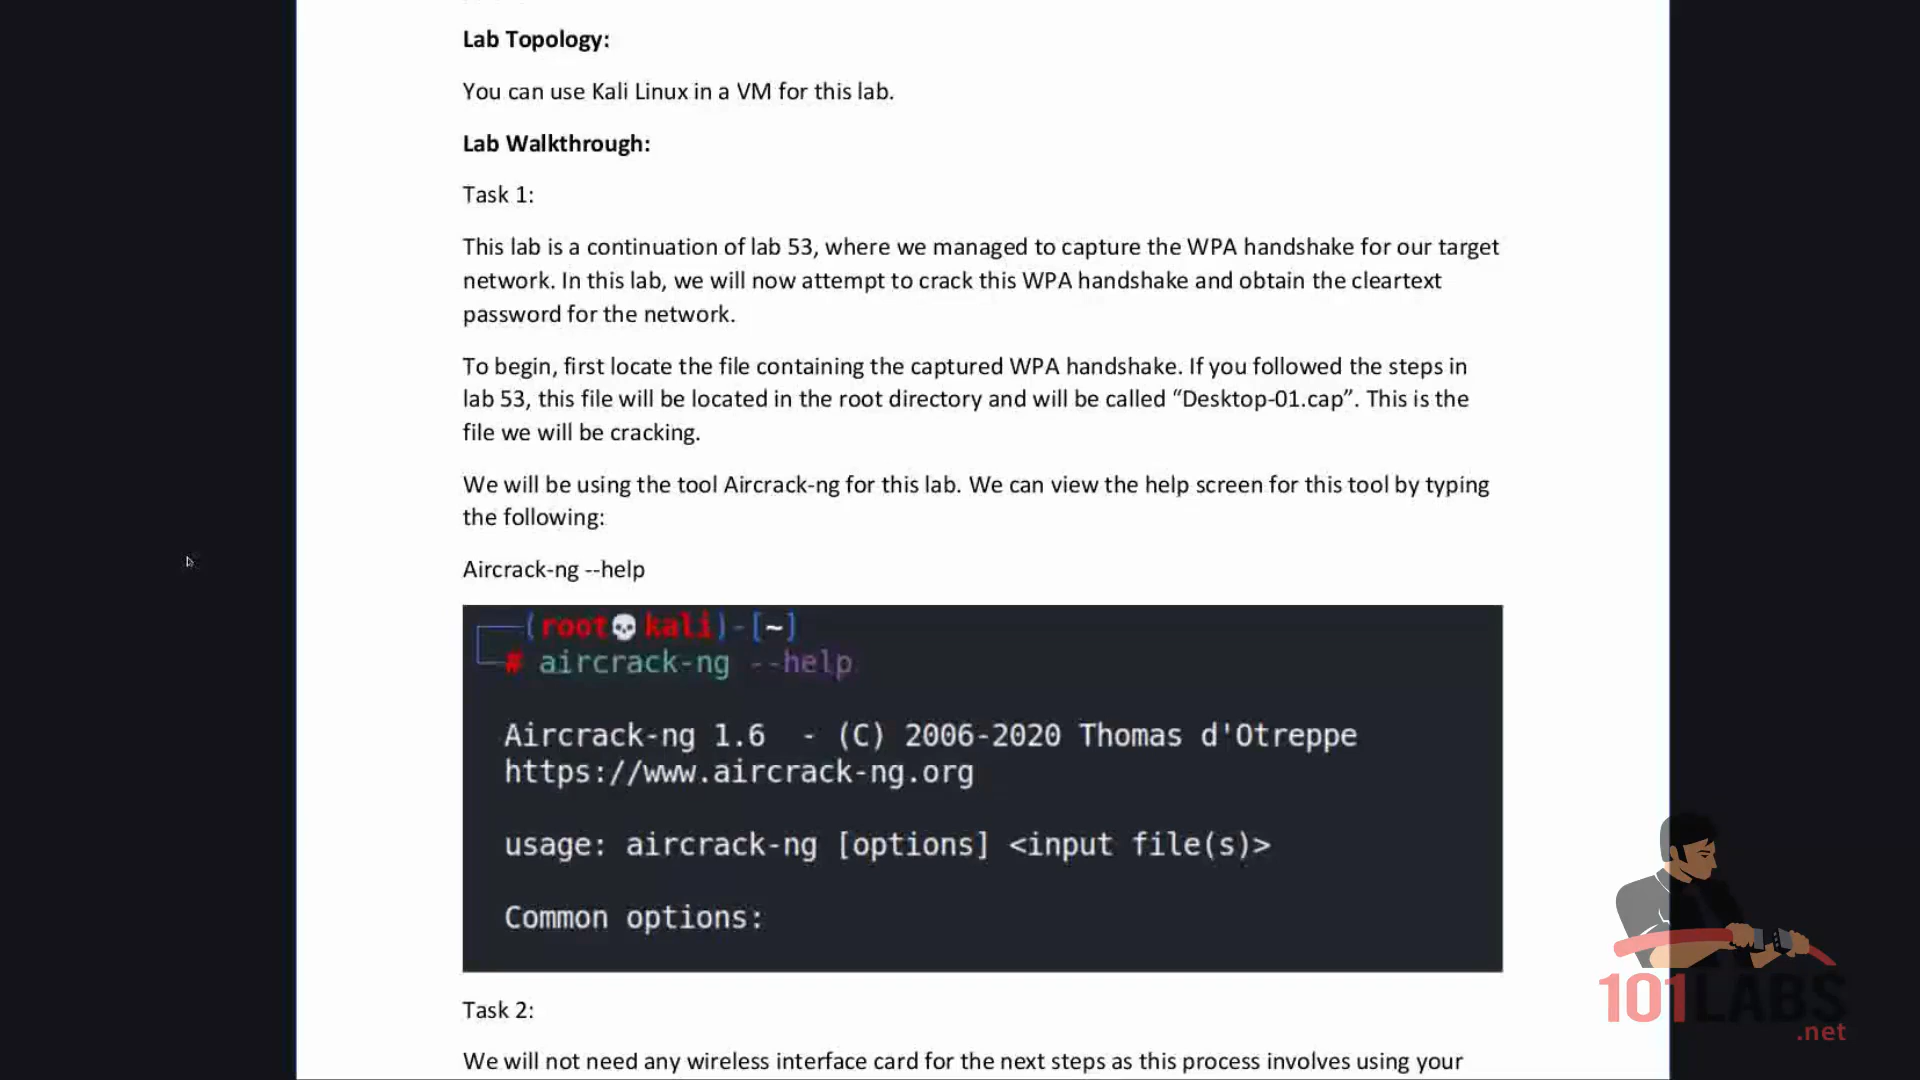 Lab Topology:
You can use Kali Linux in a VM for this lab.
Lab Walkthrough:
Task 1:
This lab is a continuation of lab 53, where we managed to capture the WPA handshake for our target
network. In this lab, we will now attempt to crack this WPA handshake and obtain the cleartext
password for the network.
To begin, first locate the file containing the captured WPA handshake. If you followed the steps in
lab 53, this file will be located in the root directory and will be called “Desktop-01.cap”. This is the
file we will be cracking.
We will be using the tool Aircrack-ng for this lab. We can view the help screen for this tool by typing
the following:
Aircrack-ng --help
(root💀kali)-[~]
# aircrack-ng --help
Aircrack-ng 1.6 - (C) 2006-2020 Thomas d'Otreppe
https://www.aircrack-ng.org
usage: aircrack-ng [options] <input file(s)>
Common options:
Task 2:
We will not need any wireless interface card for the next steps as this process involves using your
101LABS
.net